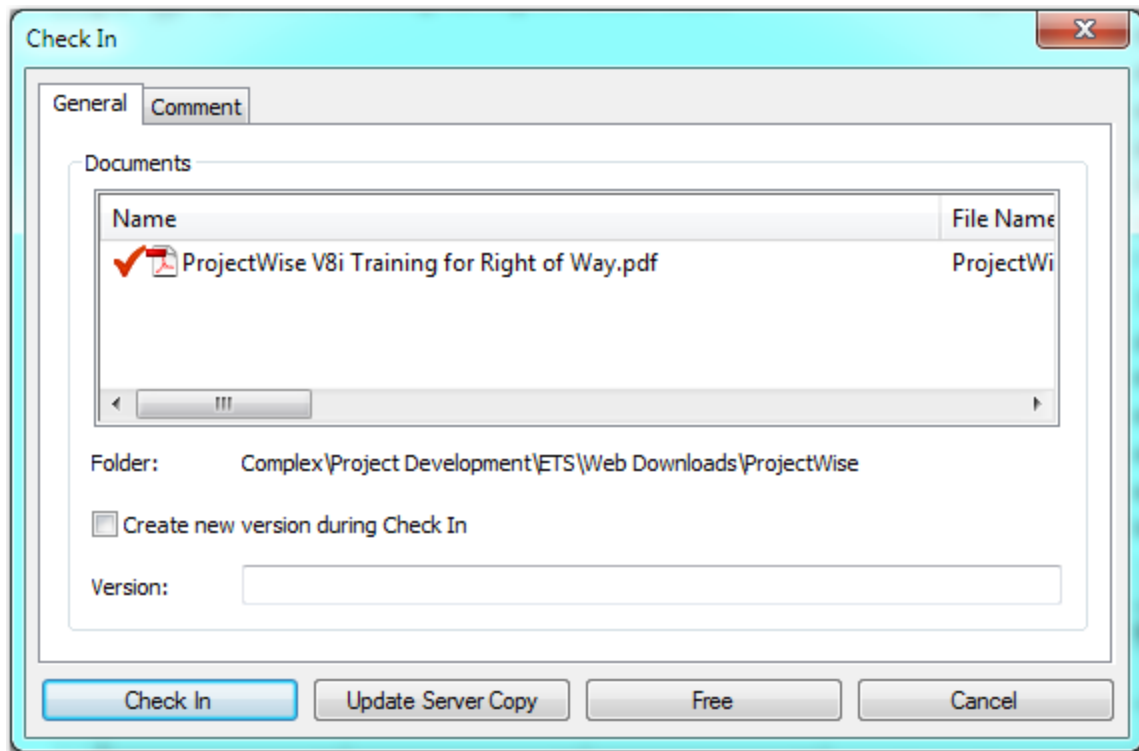 Check In
General Comment
Documents
Name File Name
ProjectWise V8i Training for Right of Way.pdf ProjectWi
Folder: Complex\Project Development\ETS\Web Downloads\ProjectWise
Create new version during Check In
Version:
Check In Update Server Copy Free Cancel